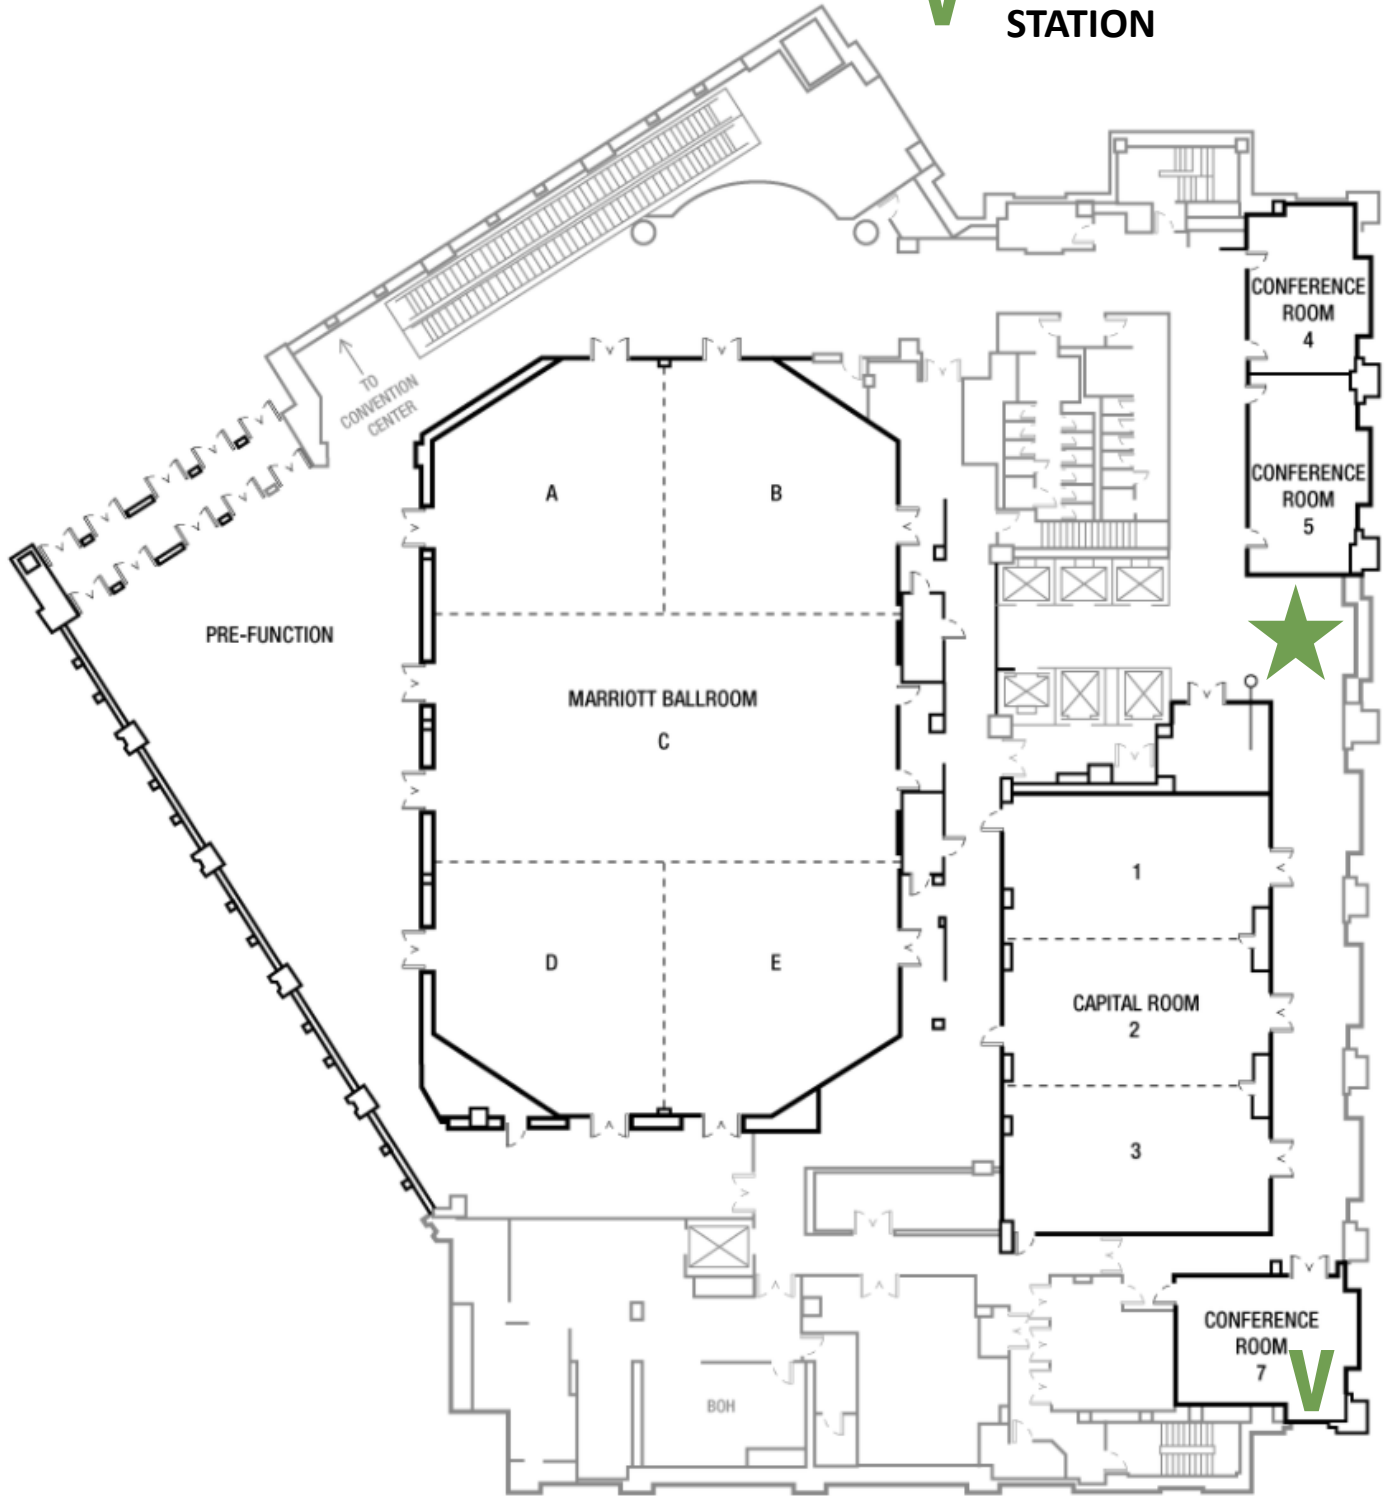 V
STATION
CONFERENCE
ROOM
4
TO
CONVENTION
CENTER
CONFERENCE
ROOM
5
A
B
PRE-FUNCTION
MARRIOTT BALLROOM
C
1
D
E
CAPITAL ROOM
2
3
CONFERENCE
ROOM
7
V
BOH